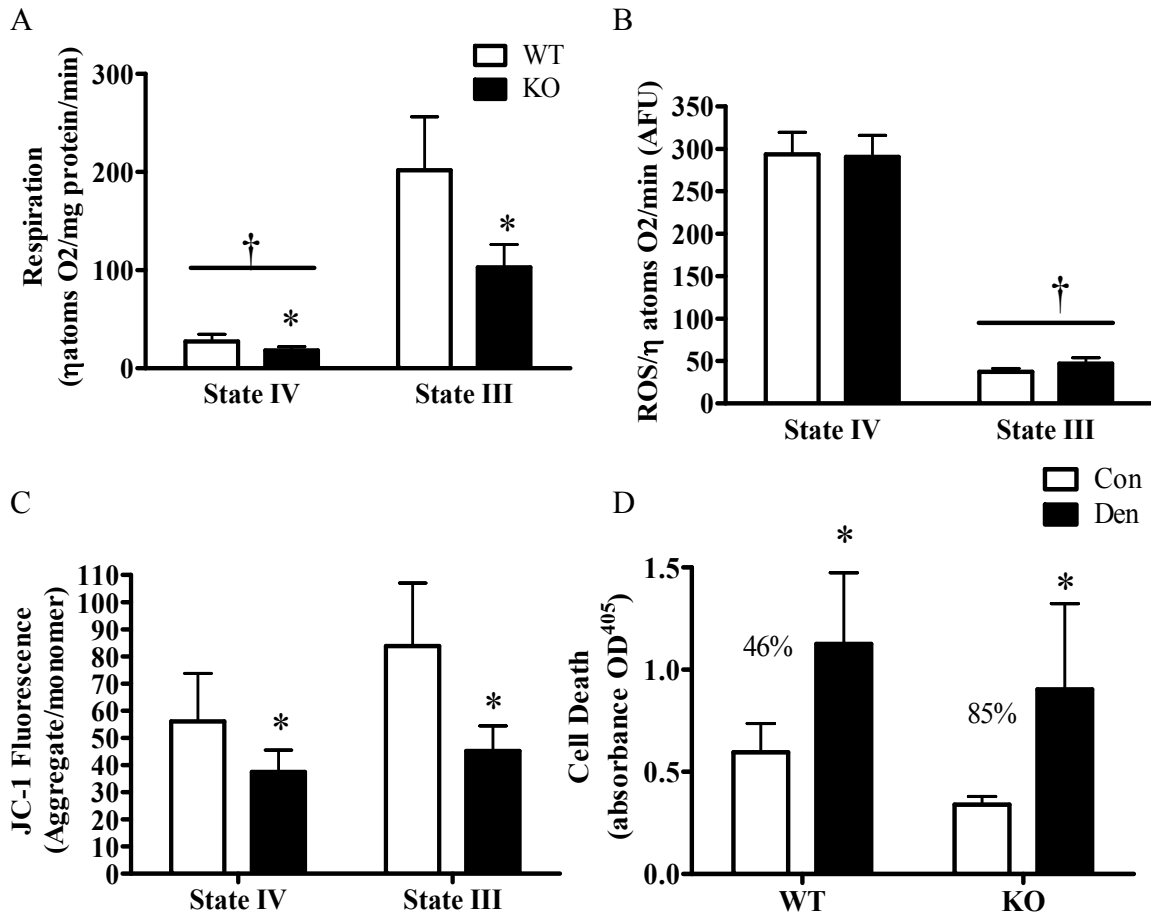 A
WT
KO
Respiration
(ηatoms O2/mg protein/min)
300
200
100
0
†
*
*
State IV
State III
B
ROS/η atoms O2/min (AFU)
350
300
250
200
150
100
50
0
†
State IV
State III
C
JC-1 Fluorescence
(Aggregate/monomer)
110
100
90
80
70
60
50
40
30
20
10
0
*
*
State IV
State III
D
Con
Den
Cell Death
(absorbance OD⁴⁰⁵)
1.5
1.0
0.5
0.0
46%
*
85%
*
WT
KO